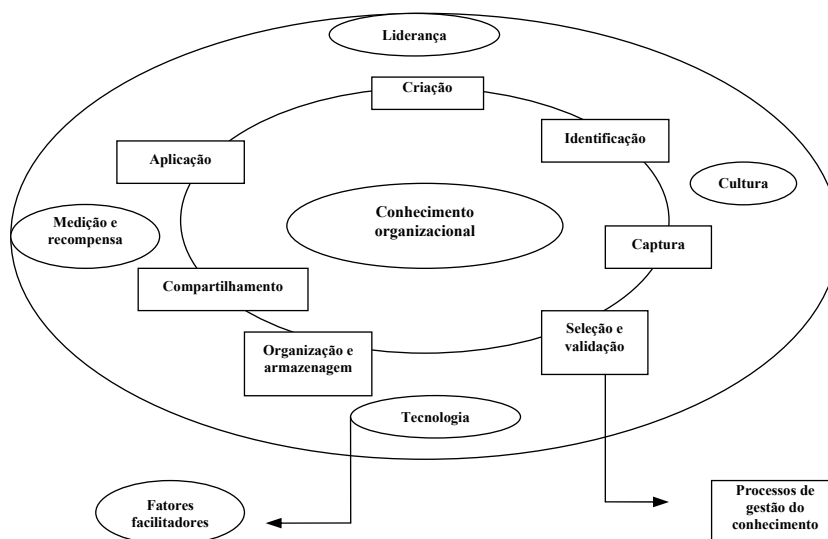 Liderança
Criação
Identificação
Aplicação
Cultura
Conhecimento
organizacional
Medição e
recompensa
Captura
Compartilhamento
Seleção e
validação
Organização e
armazenagem
Tecnologia
Fatores
facilitadores
Processos de
gestão do
conhecimento